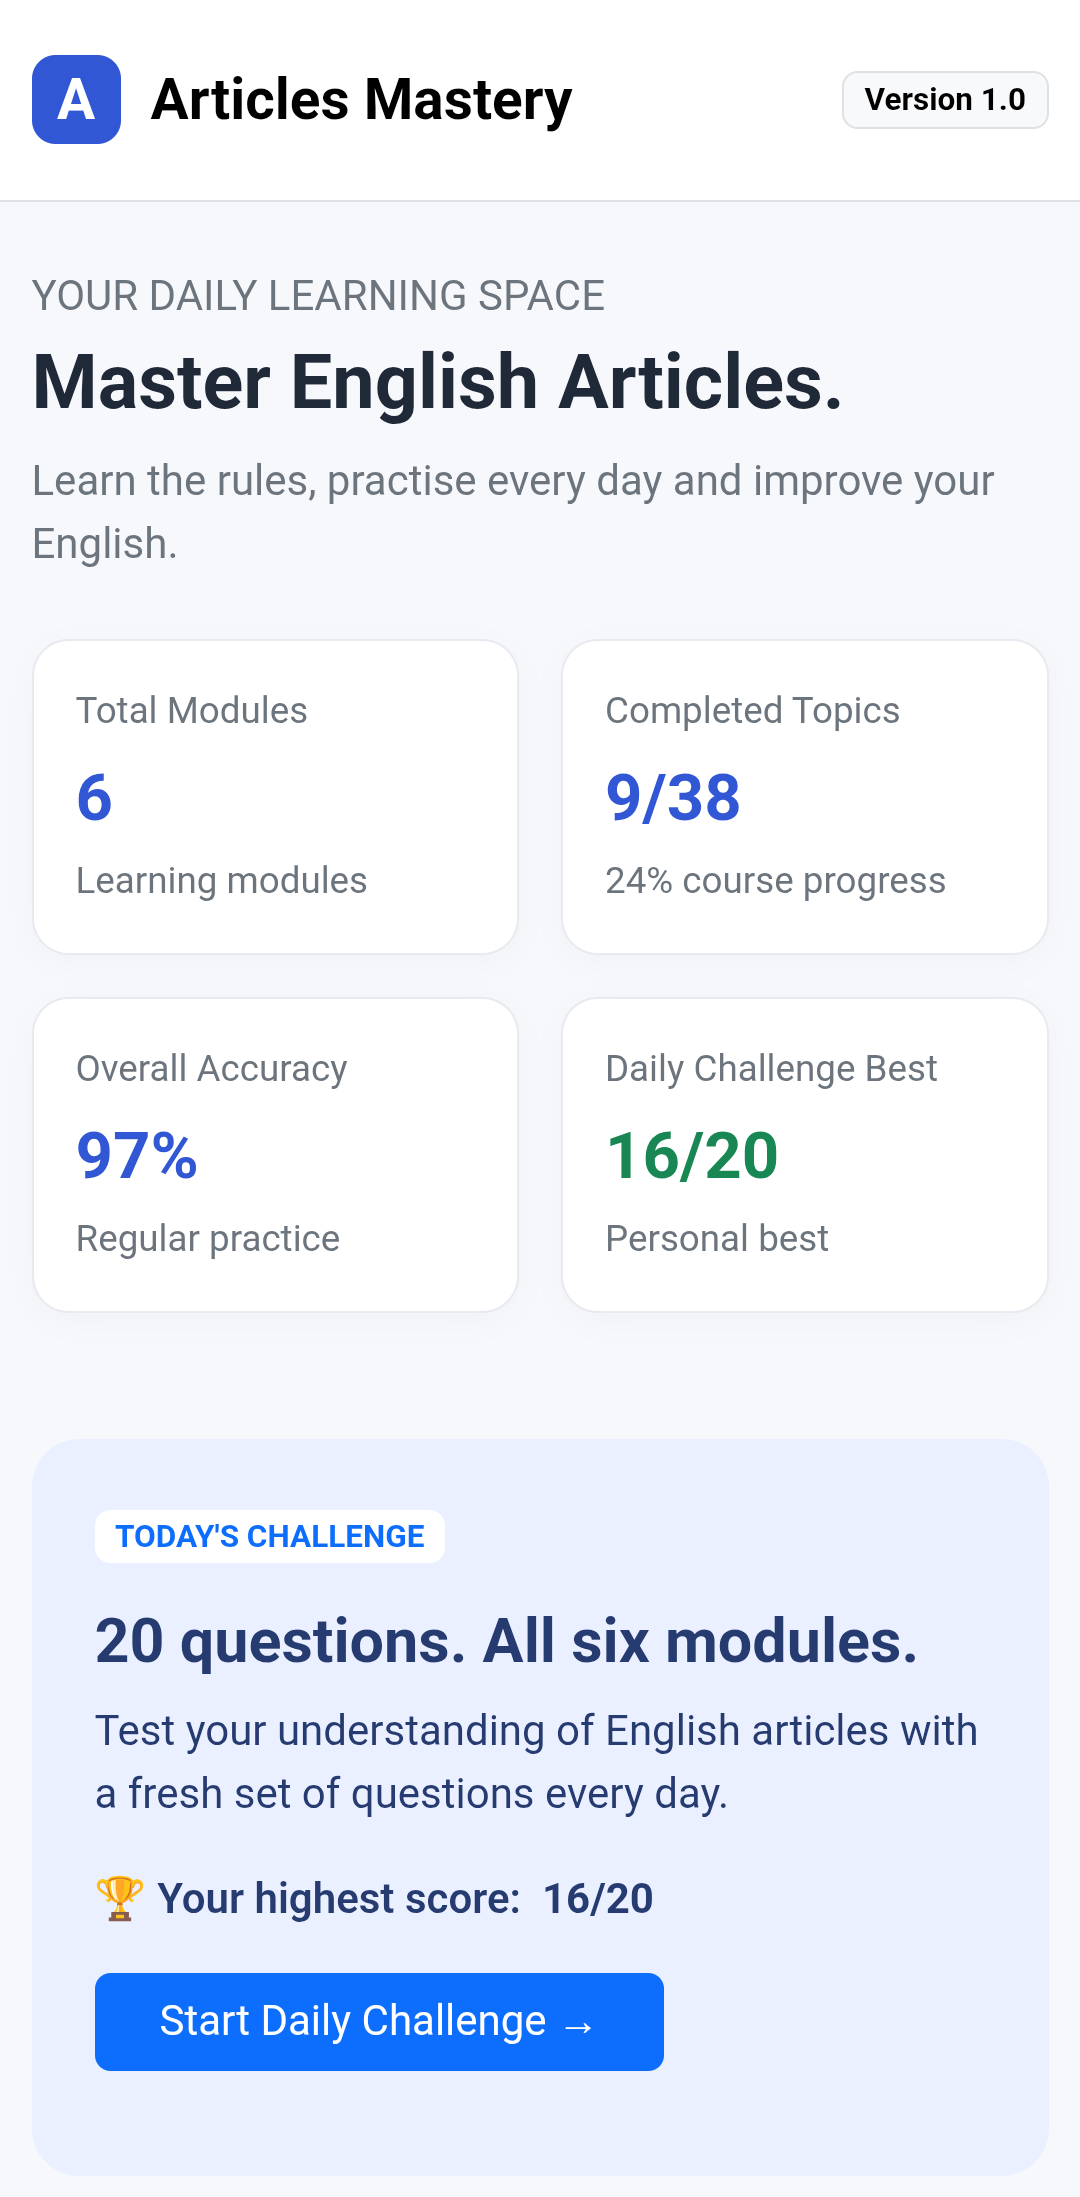 A Articles Mastery Version 1.0
YOUR DAILY LEARNING SPACE
Master English Articles.
Learn the rules, practise every day and improve your
English.
Total Modules
6
Learning modules
Completed Topics
9/38
24% course progress
Overall Accuracy
97%
Regular practice
Daily Challenge Best
16/20
Personal best
TODAY'S CHALLENGE
20 questions. All six modules.
Test your understanding of English articles with
a fresh set of questions every day.
🏆 Your highest score: 16/20
Start Daily Challenge →